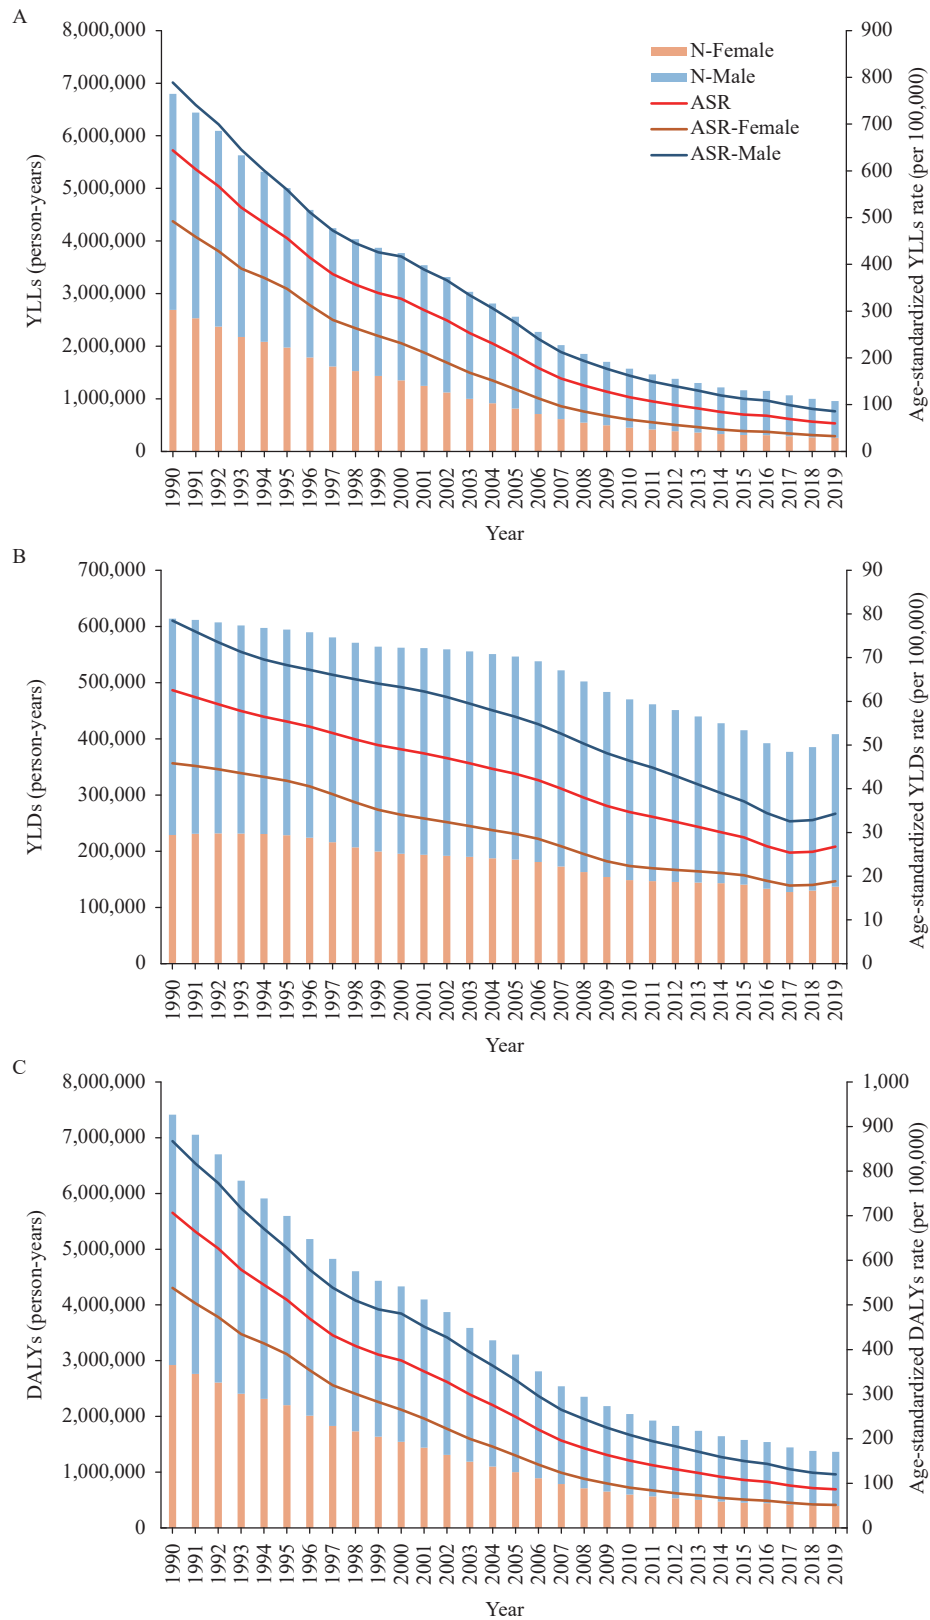 A
8,000,000
7,000,000
6,000,000
5,000,000
4,000,000
3,000,000
2,000,000
1,000,000
0
YLLs (person-years)
900
800
700
600
500
400
300
200
100
0
Age-standardized YLLs rate (per 100,000)
N-Female
N-Male
ASR
ASR-Female
ASR-Male
1990 1991 1992 1993 1994 1995 1996 1997 1998 1999 2000 2001 2002 2003 2004 2005 2006 2007 2008 2009 2010 2011 2012 2013 2014 2015 2016 2017 2018 2019
Year
B
700,000
600,000
500,000
400,000
300,000
200,000
100,000
0
YLDs (person-years)
90
80
70
60
50
40
30
20
10
0
Age-standardized YLDs rate (per 100,000)
1990 1991 1992 1993 1994 1995 1996 1997 1998 1999 2000 2001 2002 2003 2004 2005 2006 2007 2008 2009 2010 2011 2012 2013 2014 2015 2016 2017 2018 2019
Year
C
8,000,000
7,000,000
6,000,000
5,000,000
4,000,000
3,000,000
2,000,000
1,000,000
0
DALYs (person-years)
1,000
900
800
700
600
500
400
300
200
100
0
Age-standardized DALYs rate (per 100,000)
1990 1991 1992 1993 1994 1995 1996 1997 1998 1999 2000 2001 2002 2003 2004 2005 2006 2007 2008 2009 2010 2011 2012 2013 2014 2015 2016 2017 2018 2019
Year